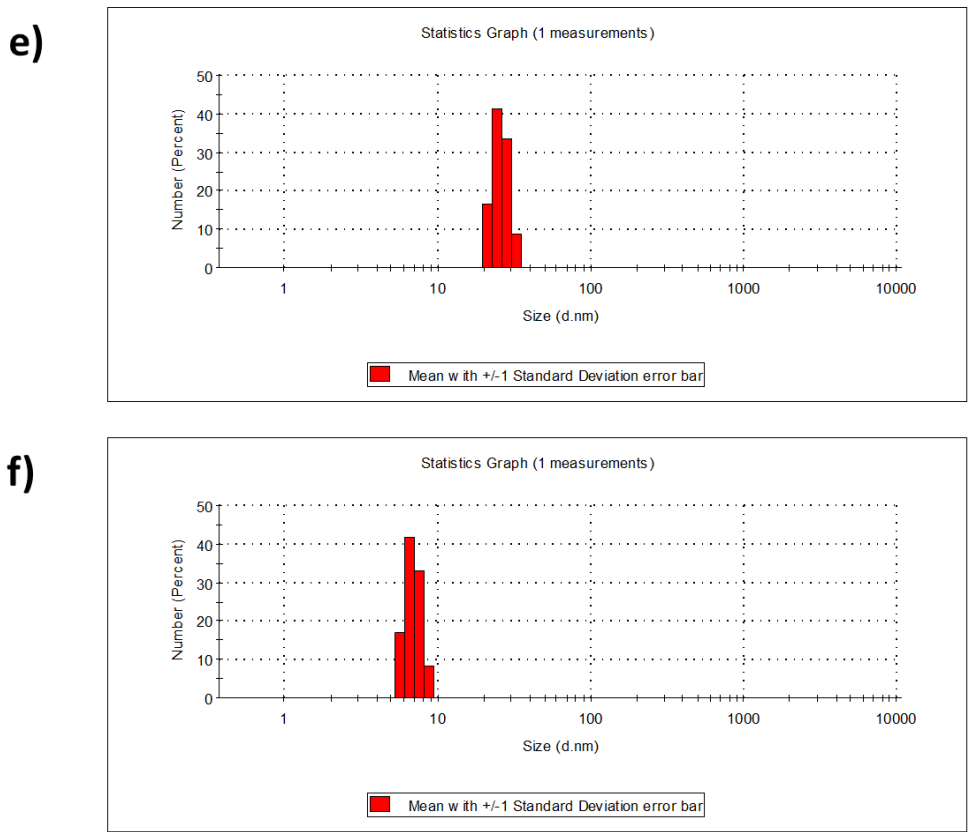 e)
Statistics Graph (1 measurements)
50
40
30
20
10
0
Number (Percent)
1 10 100 1000 10000
Size (d.nm)
Mean with +/-1 Standard Deviation error bar
f)
Statistics Graph (1 measurements)
50
40
30
20
10
0
Number (Percent)
1 10 100 1000 10000
Size (d.nm)
Mean with +/-1 Standard Deviation error bar